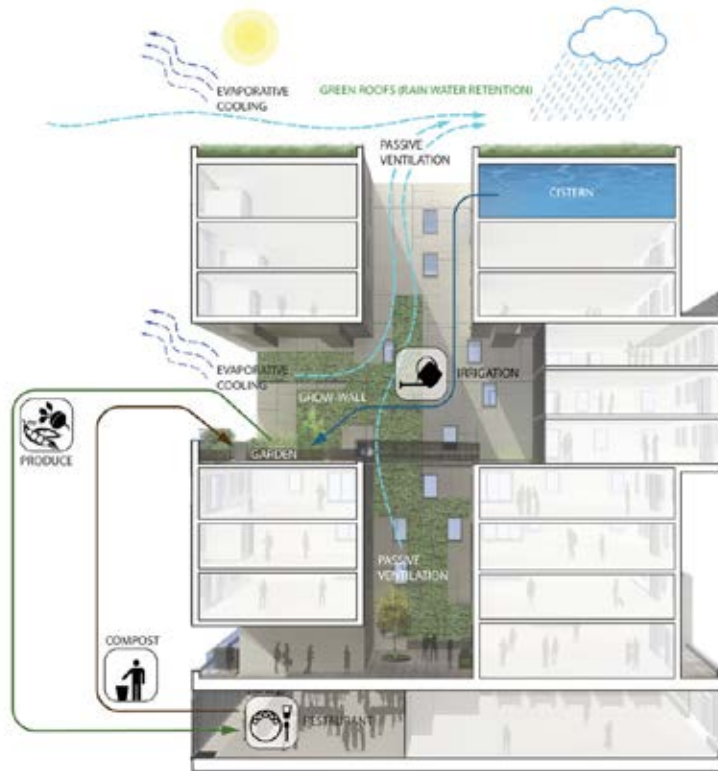 EVAPORATIVE
COOLING
GREEN ROOFS (RAIN WATER RETENTION)
PASSIVE
VENTILATION
CISTERN
EVAPORATIVE
COOLING
IRRIGATION
GROW-WALL
PRODUCE
GARDEN
PASSIVE
VENTILATION
COMPOST
RESTAURANT